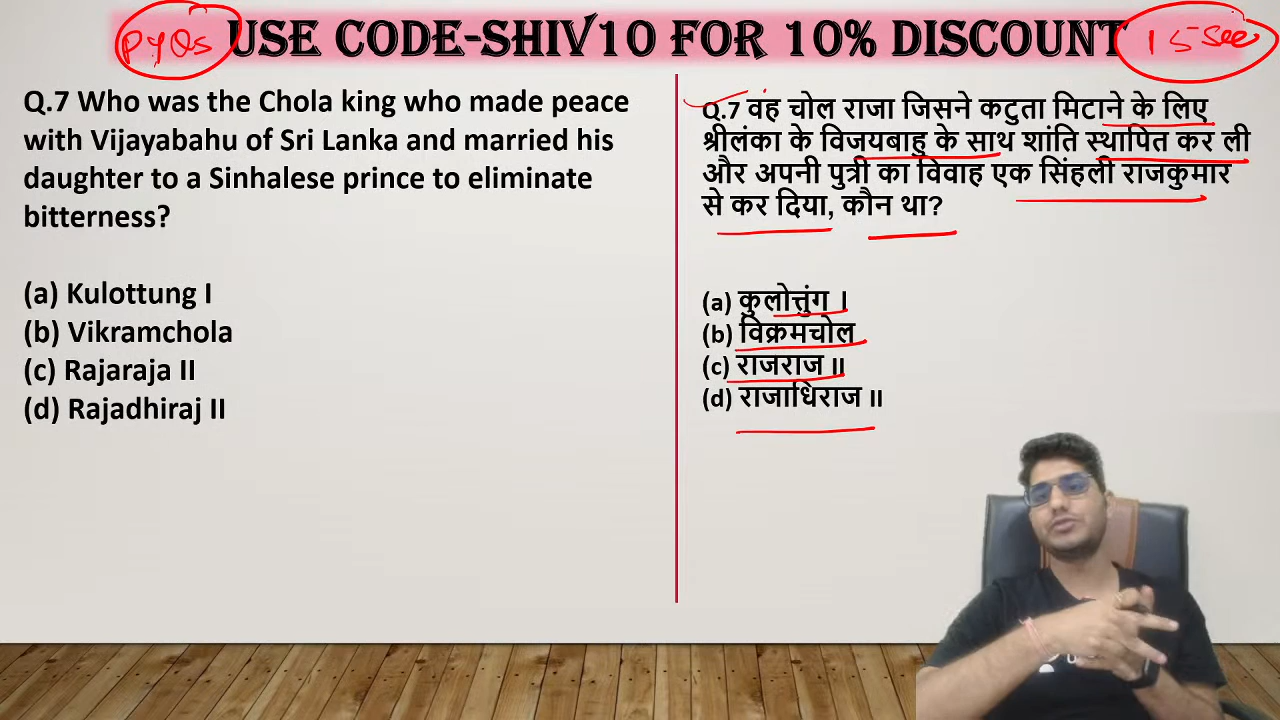 PYQs USE CODE-SHIV10 FOR 10% DISCOUNT 15 Sec
Q.7 Who was the Chola king who made peace
with Vijayabahu of Sri Lanka and married his
daughter to a Sinhalese prince to eliminate
bitterness?
(a) Kulottung I
(b) Vikramchola
(c) Rajaraja II
(d) Rajadhiraj II
Q.7 वह चोल राजा जिसने कटुता मिटाने के लिए
श्रीलंका के विजयबाहु के साथ शांति स्थापित कर ली
और अपनी पुत्री का विवाह एक सिंहली राजकुमार
से कर दिया, कौन था?
(a) कुलोत्तुंग I
(b) विक्रमचोल
(c) राजराज II
(d) राजाधिराज II